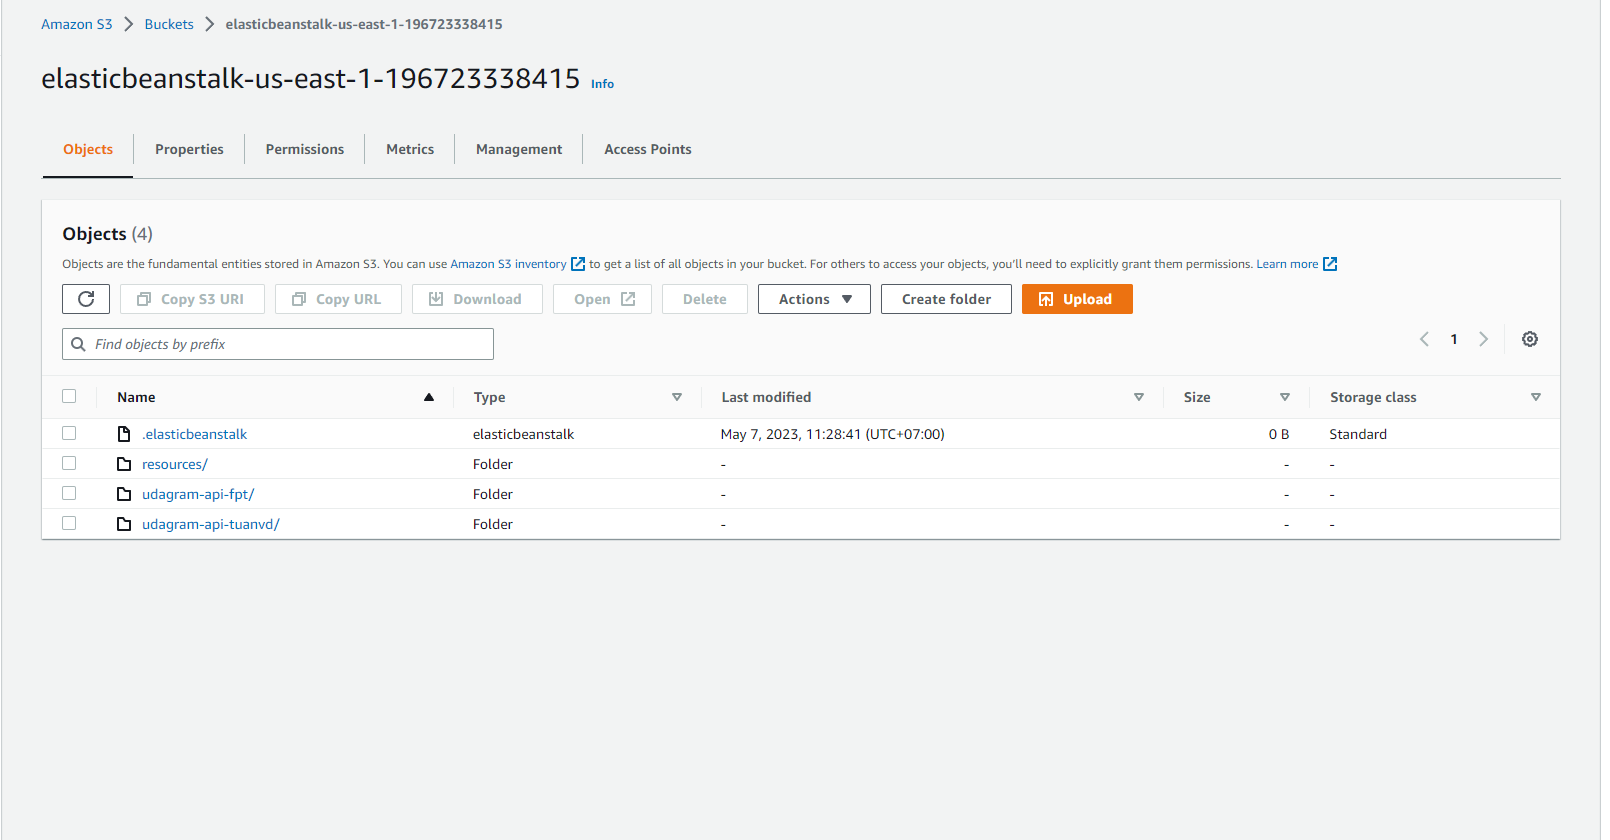 Amazon S3 > Buckets > elasticbeanstalk-us-east-1-196723338415
elasticbeanstalk-us-east-1-196723338415 Info
Objects Properties Permissions Metrics Management Access Points
Objects (4)
Objects are the fundamental entities stored in Amazon S3. You can use Amazon S3 inventory to get a list of all objects in your bucket. For others to access your objects, you'll need to explicitly grant them permissions. Learn more
Copy S3 URI Copy URL Download Open Delete Actions Create folder Upload
Find objects by prefix 1
Name Type Last modified Size Storage class
.elasticbeanstalk elasticbeanstalk May 7, 2023, 11:28:41 (UTC+07:00) 0 B Standard
resources/ Folder - - -
udagram-api-fpt/ Folder - - -
udagram-api-tuanvd/ Folder - - -